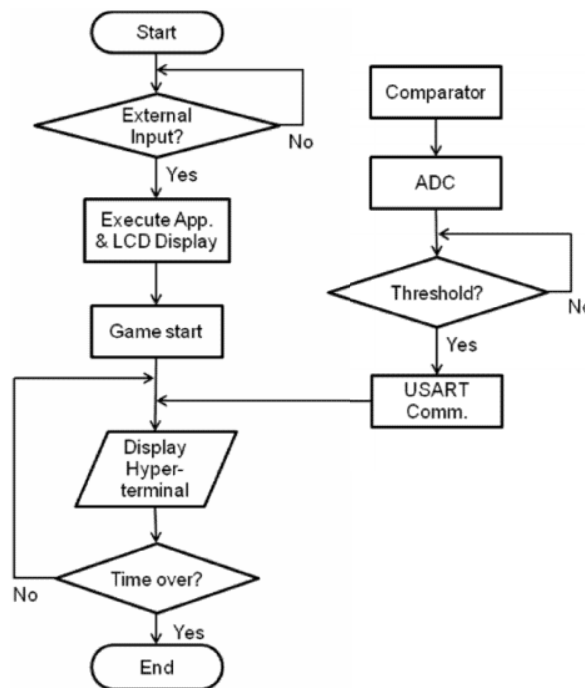 Start
External
Input?
No
Yes
Execute App.
& LCD Display
Game start
Display
Hyper-
terminal
Time over?
No
Yes
End
Comparator
ADC
Threshold?
No
Yes
USART
Comm.